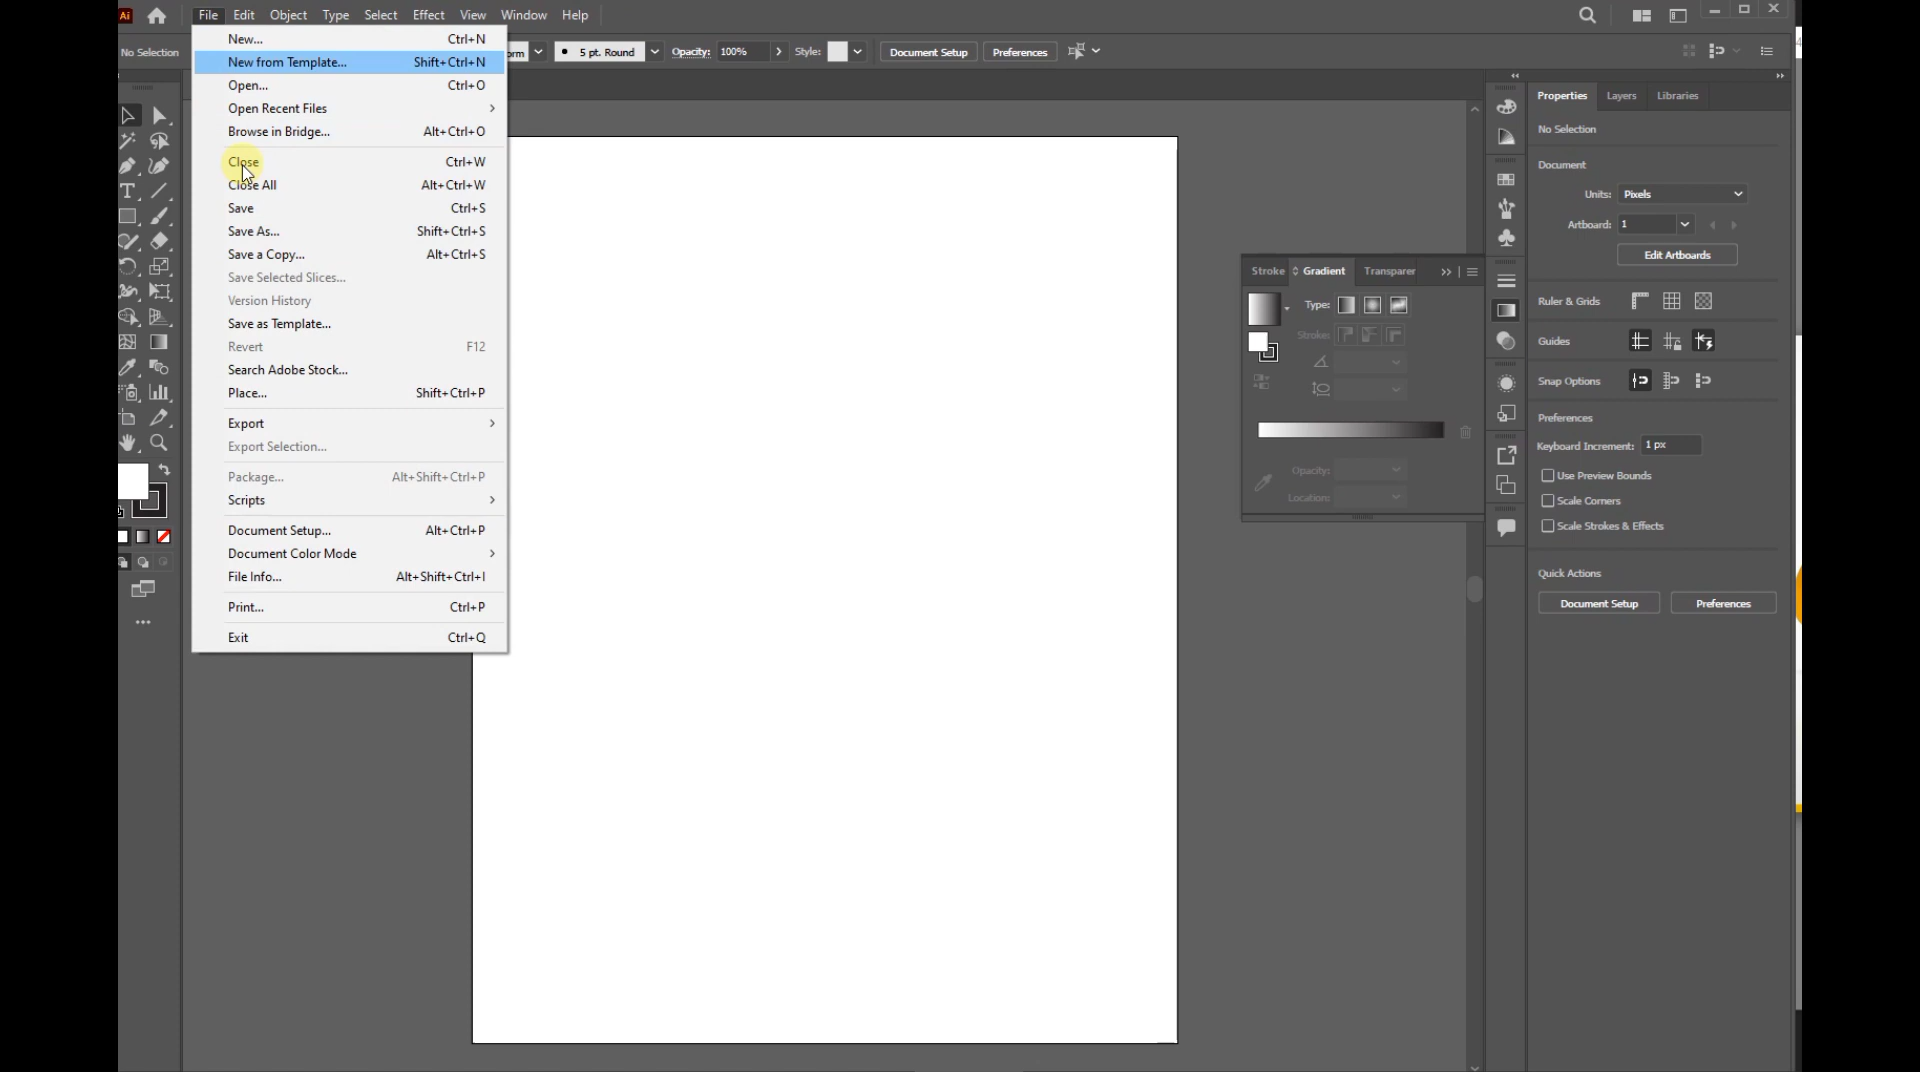 Ai
File Edit Object Type Select Effect View Window Help
No Selection
5 pt. Round Opacity: 100% Style: Document Setup Preferences
New... Ctrl+N
New from Template... Shift+Ctrl+N
Open... Ctrl+O
Open Recent Files
Browse in Bridge... Alt+Ctrl+O
Close Ctrl+W
Close All Alt+Ctrl+W
Save Ctrl+S
Save As... Shift+Ctrl+S
Save a Copy... Alt+Ctrl+S
Save Selected Slices...
Version History
Save as Template...
Revert F12
Search Adobe Stock...
Place... Shift+Ctrl+P
Export
Export Selection...
Package... Alt+Shift+Ctrl+P
Scripts
Document Setup... Alt+Ctrl+P
Document Color Mode
File Info... Alt+Shift+Ctrl+I
Print... Ctrl+P
Exit Ctrl+Q
Stroke Gradient Transparer
Type:
Stroke:
Opacity:
Location:
Properties Layers Libraries
No Selection
Document
Units: Pixels
Artboard: 1
Edit Artboards
Ruler & Grids
Guides
Snap Options
Preferences
Keyboard Increment: 1 px
Use Preview Bounds
Scale Corners
Scale Strokes & Effects
Quick Actions
Document Setup Preferences